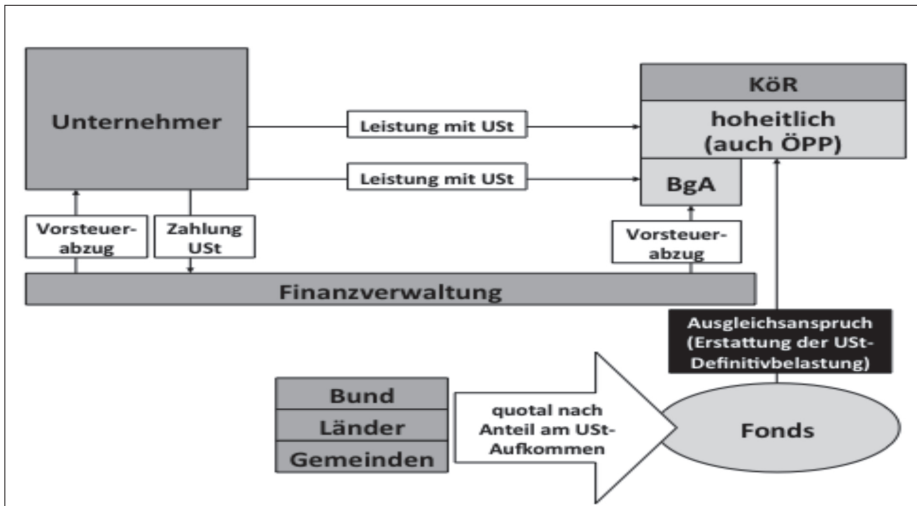 Unternehmer
Leistung mit USt
Leistung mit USt
KöR
hoheitlich
(auch ÖPP)
BgA
Vorsteuer-
abzug
Zahlung
USt
Vorsteuer-
abzug
Finanzverwaltung
Ausgleichsanspruch
(Erstattung der USt-
Definitivbelastung)
Bund
Länder
Gemeinden
quotal nach
Anteil am USt-
Aufkommen
Fonds